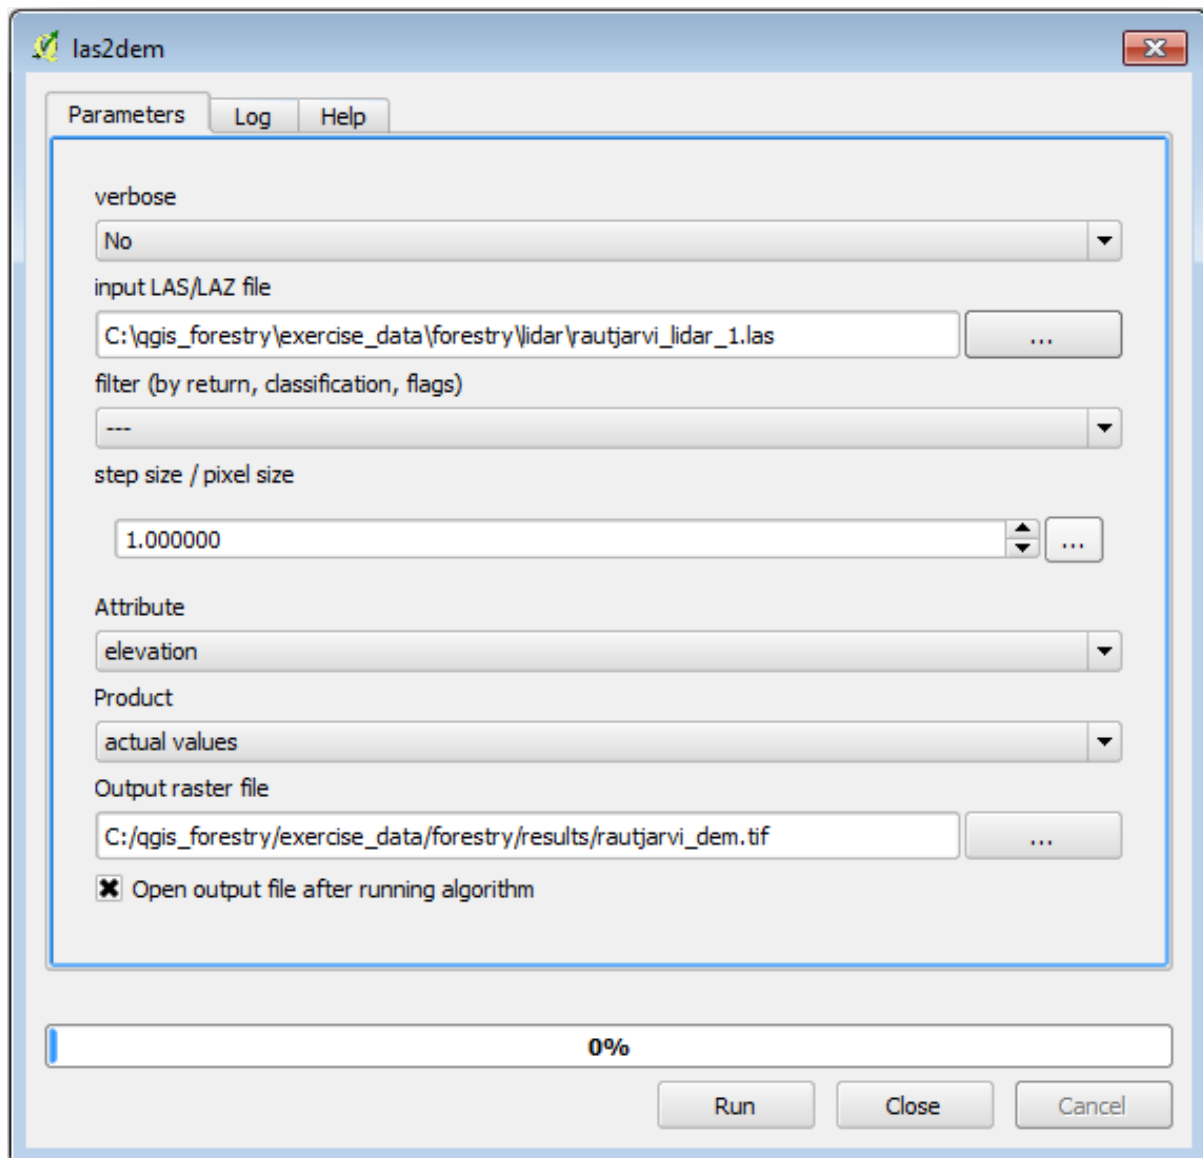 las2dem
Parameters Log Help
verbose
No
input LAS/LAZ file
C:\qgis_forestry\exercise_data\forestry\lidar\rautjarvi_lidar_1.las ...
filter (by return, classification, flags)
---
step size / pixel size
1.000000 ...
Attribute
elevation
Product
actual values
Output raster file
C:/qgis_forestry/exercise_data/forestry/results/rautjarvi_dem.tif ...
Open output file after running algorithm
0%
Run Close Cancel